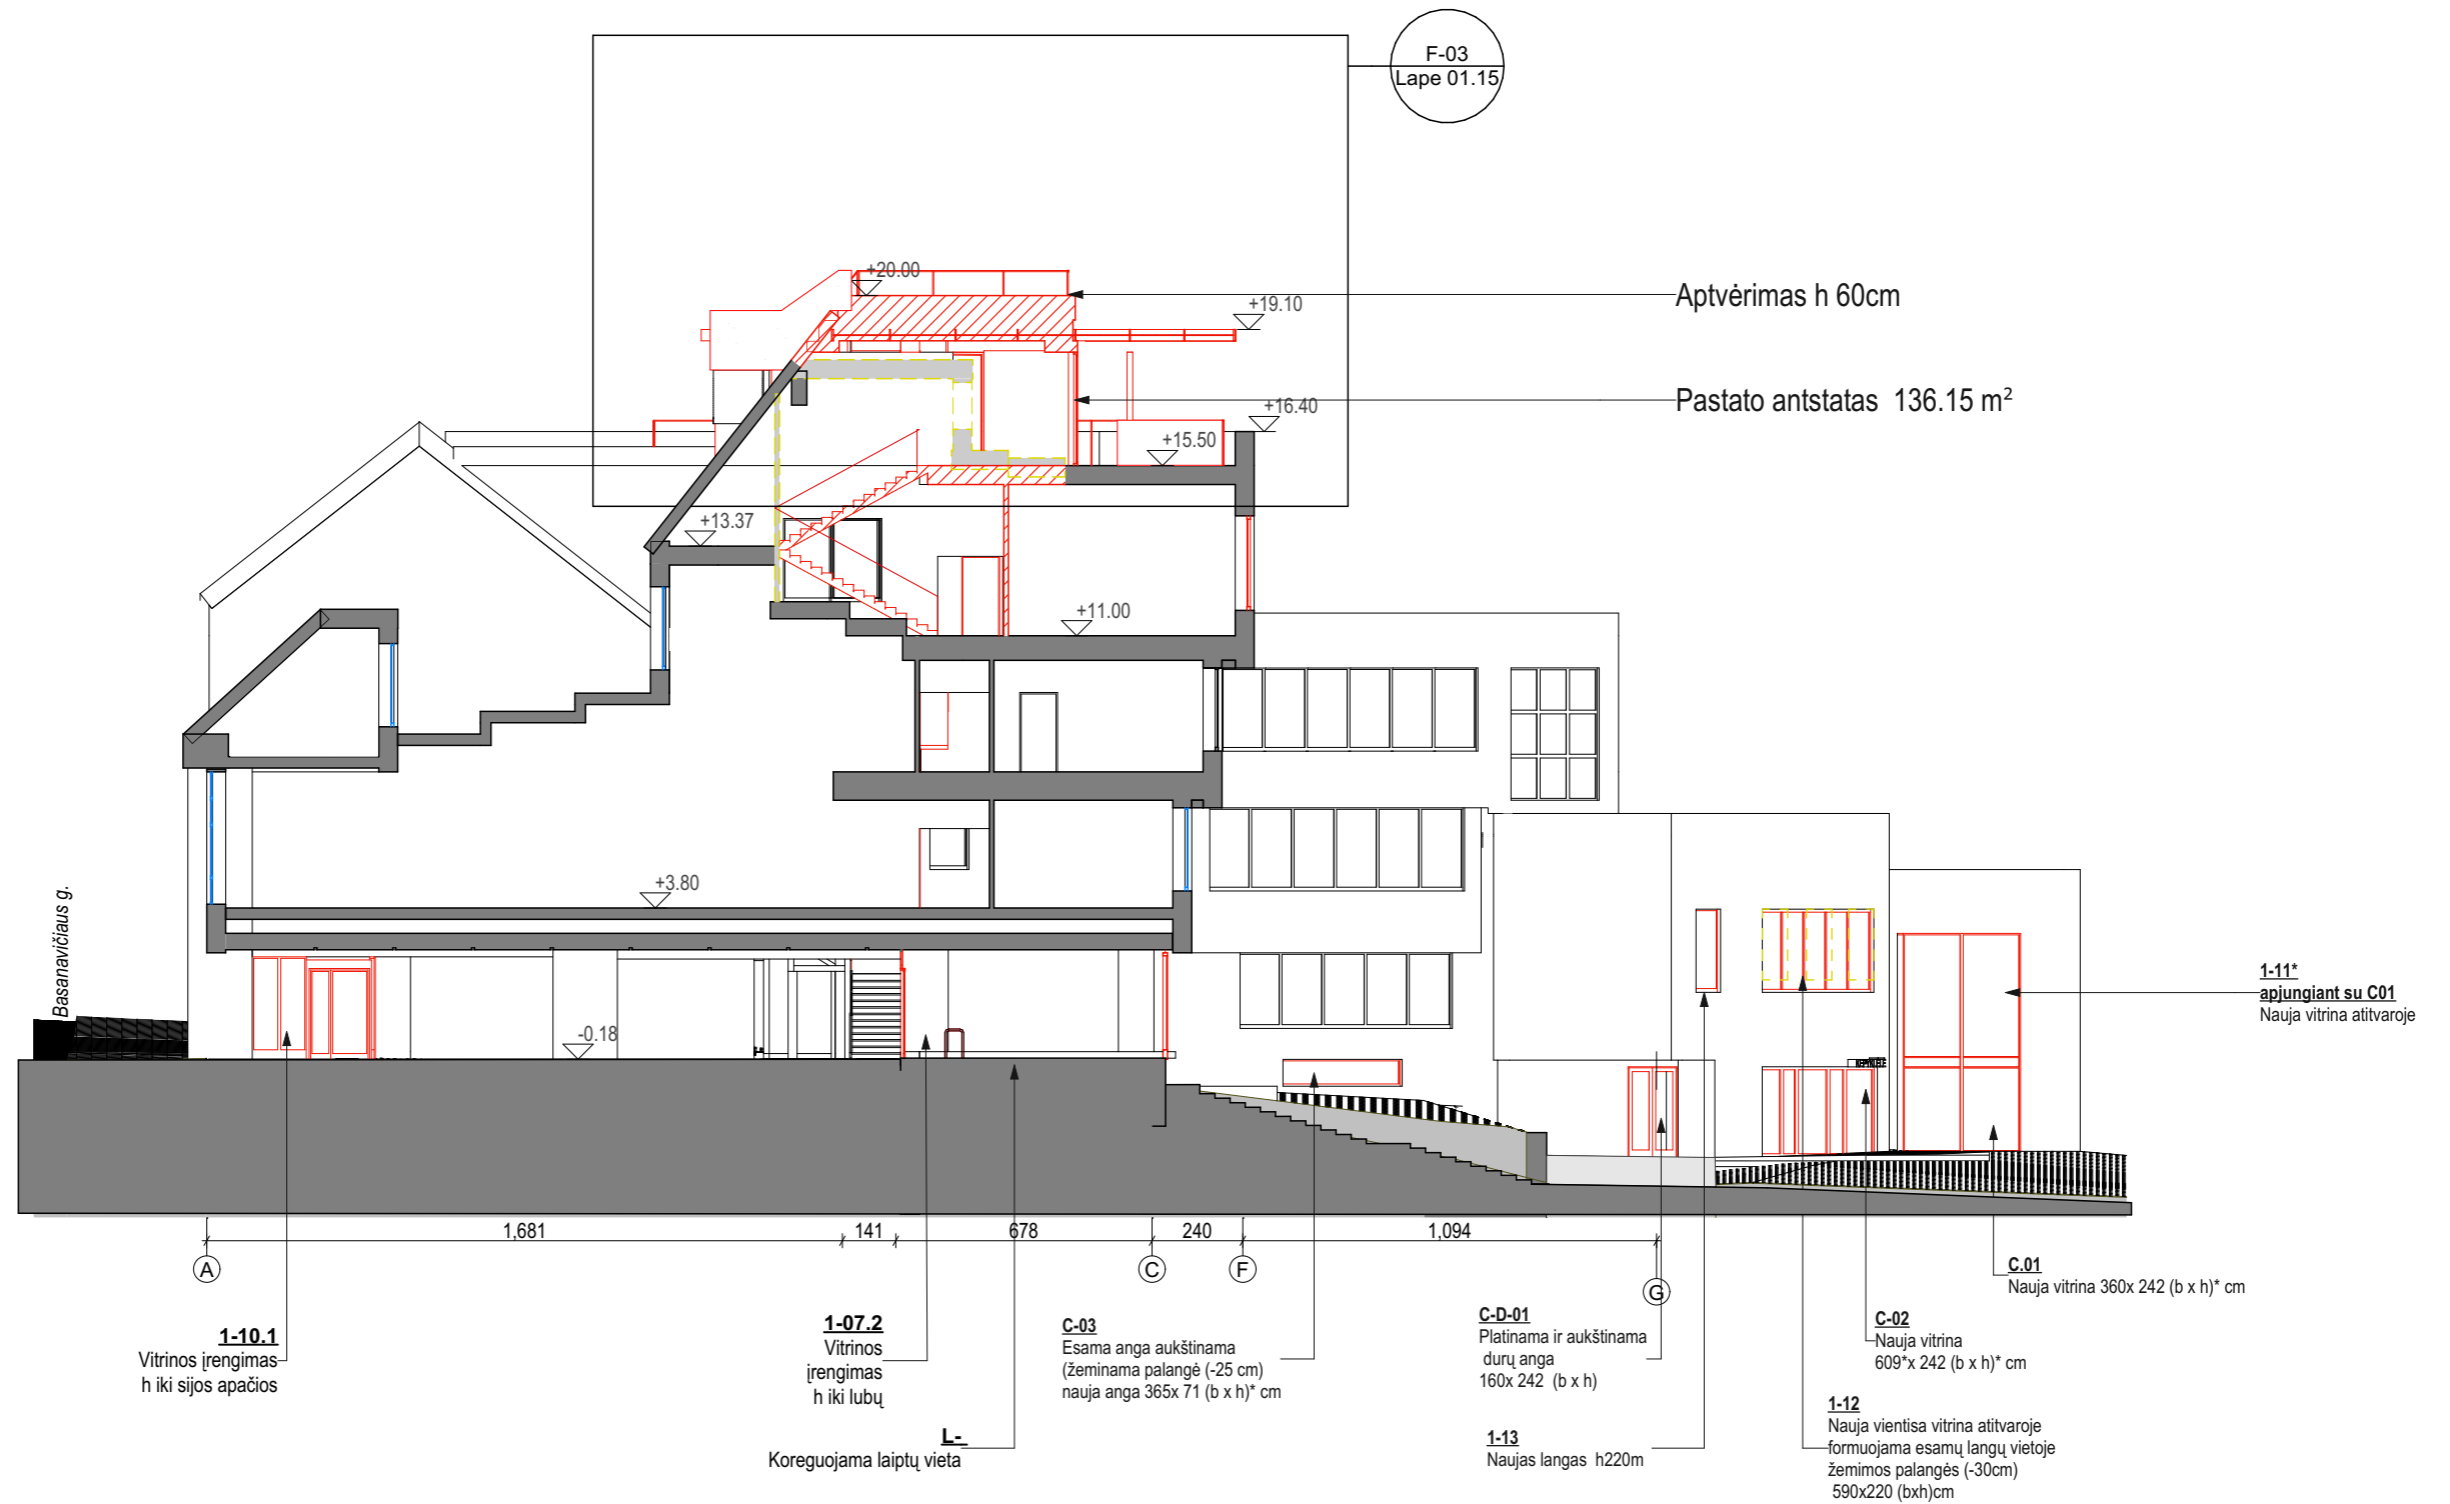 F-03
Lape 01.15
+20.00
+19.10
Aptvėrimas h 60cm
Pastato antstatas 136.15 m²
+16.40
+15.50
+13.37
+11.00
+3.80
-0.18
Basanavičiaus g.
1-11*
apjungiant su C01
Nauja vitrina atitvaroje
1,681
141
678
240
1,094
A
C
F
G
1-10.1
Vitrinos įrengimas
h iki sijos apačios
1-07.2
Vitrinos
įrengimas
h iki lubų
L-
Koreguojama laiptų vieta
C-03
Esama anga aukštinama
(žeminama palangė (-25 cm)
nauja anga 365x 71 (b x h)* cm
C-D-01
Platinama ir aukštinama
durų anga
160x 242 (b x h)
1-13
Naujas langas h220m
C.01
Nauja vitrina 360x 242 (b x h)* cm
C-02
Nauja vitrina
609*x 242 (b x h)* cm
1-12
Nauja vientisa vitrina atitvaroje
formuojama esamų langų vietoje
žemimos palangės (-30cm)
590x220 (bxh)cm